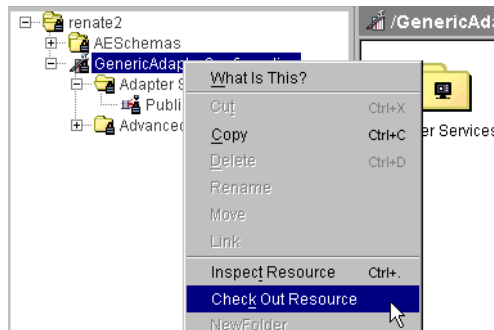 renate2
AESchemas
GenericAdap
Adapter S
Publi
Advanced
/GenericAda
er Services
What Is This?
Cut Ctrl+X
Copy Ctrl+C
Delete Ctrl+D
Rename
Move
Link
Inspect Resource Ctrl+.
Check Out Resource
NewFolder